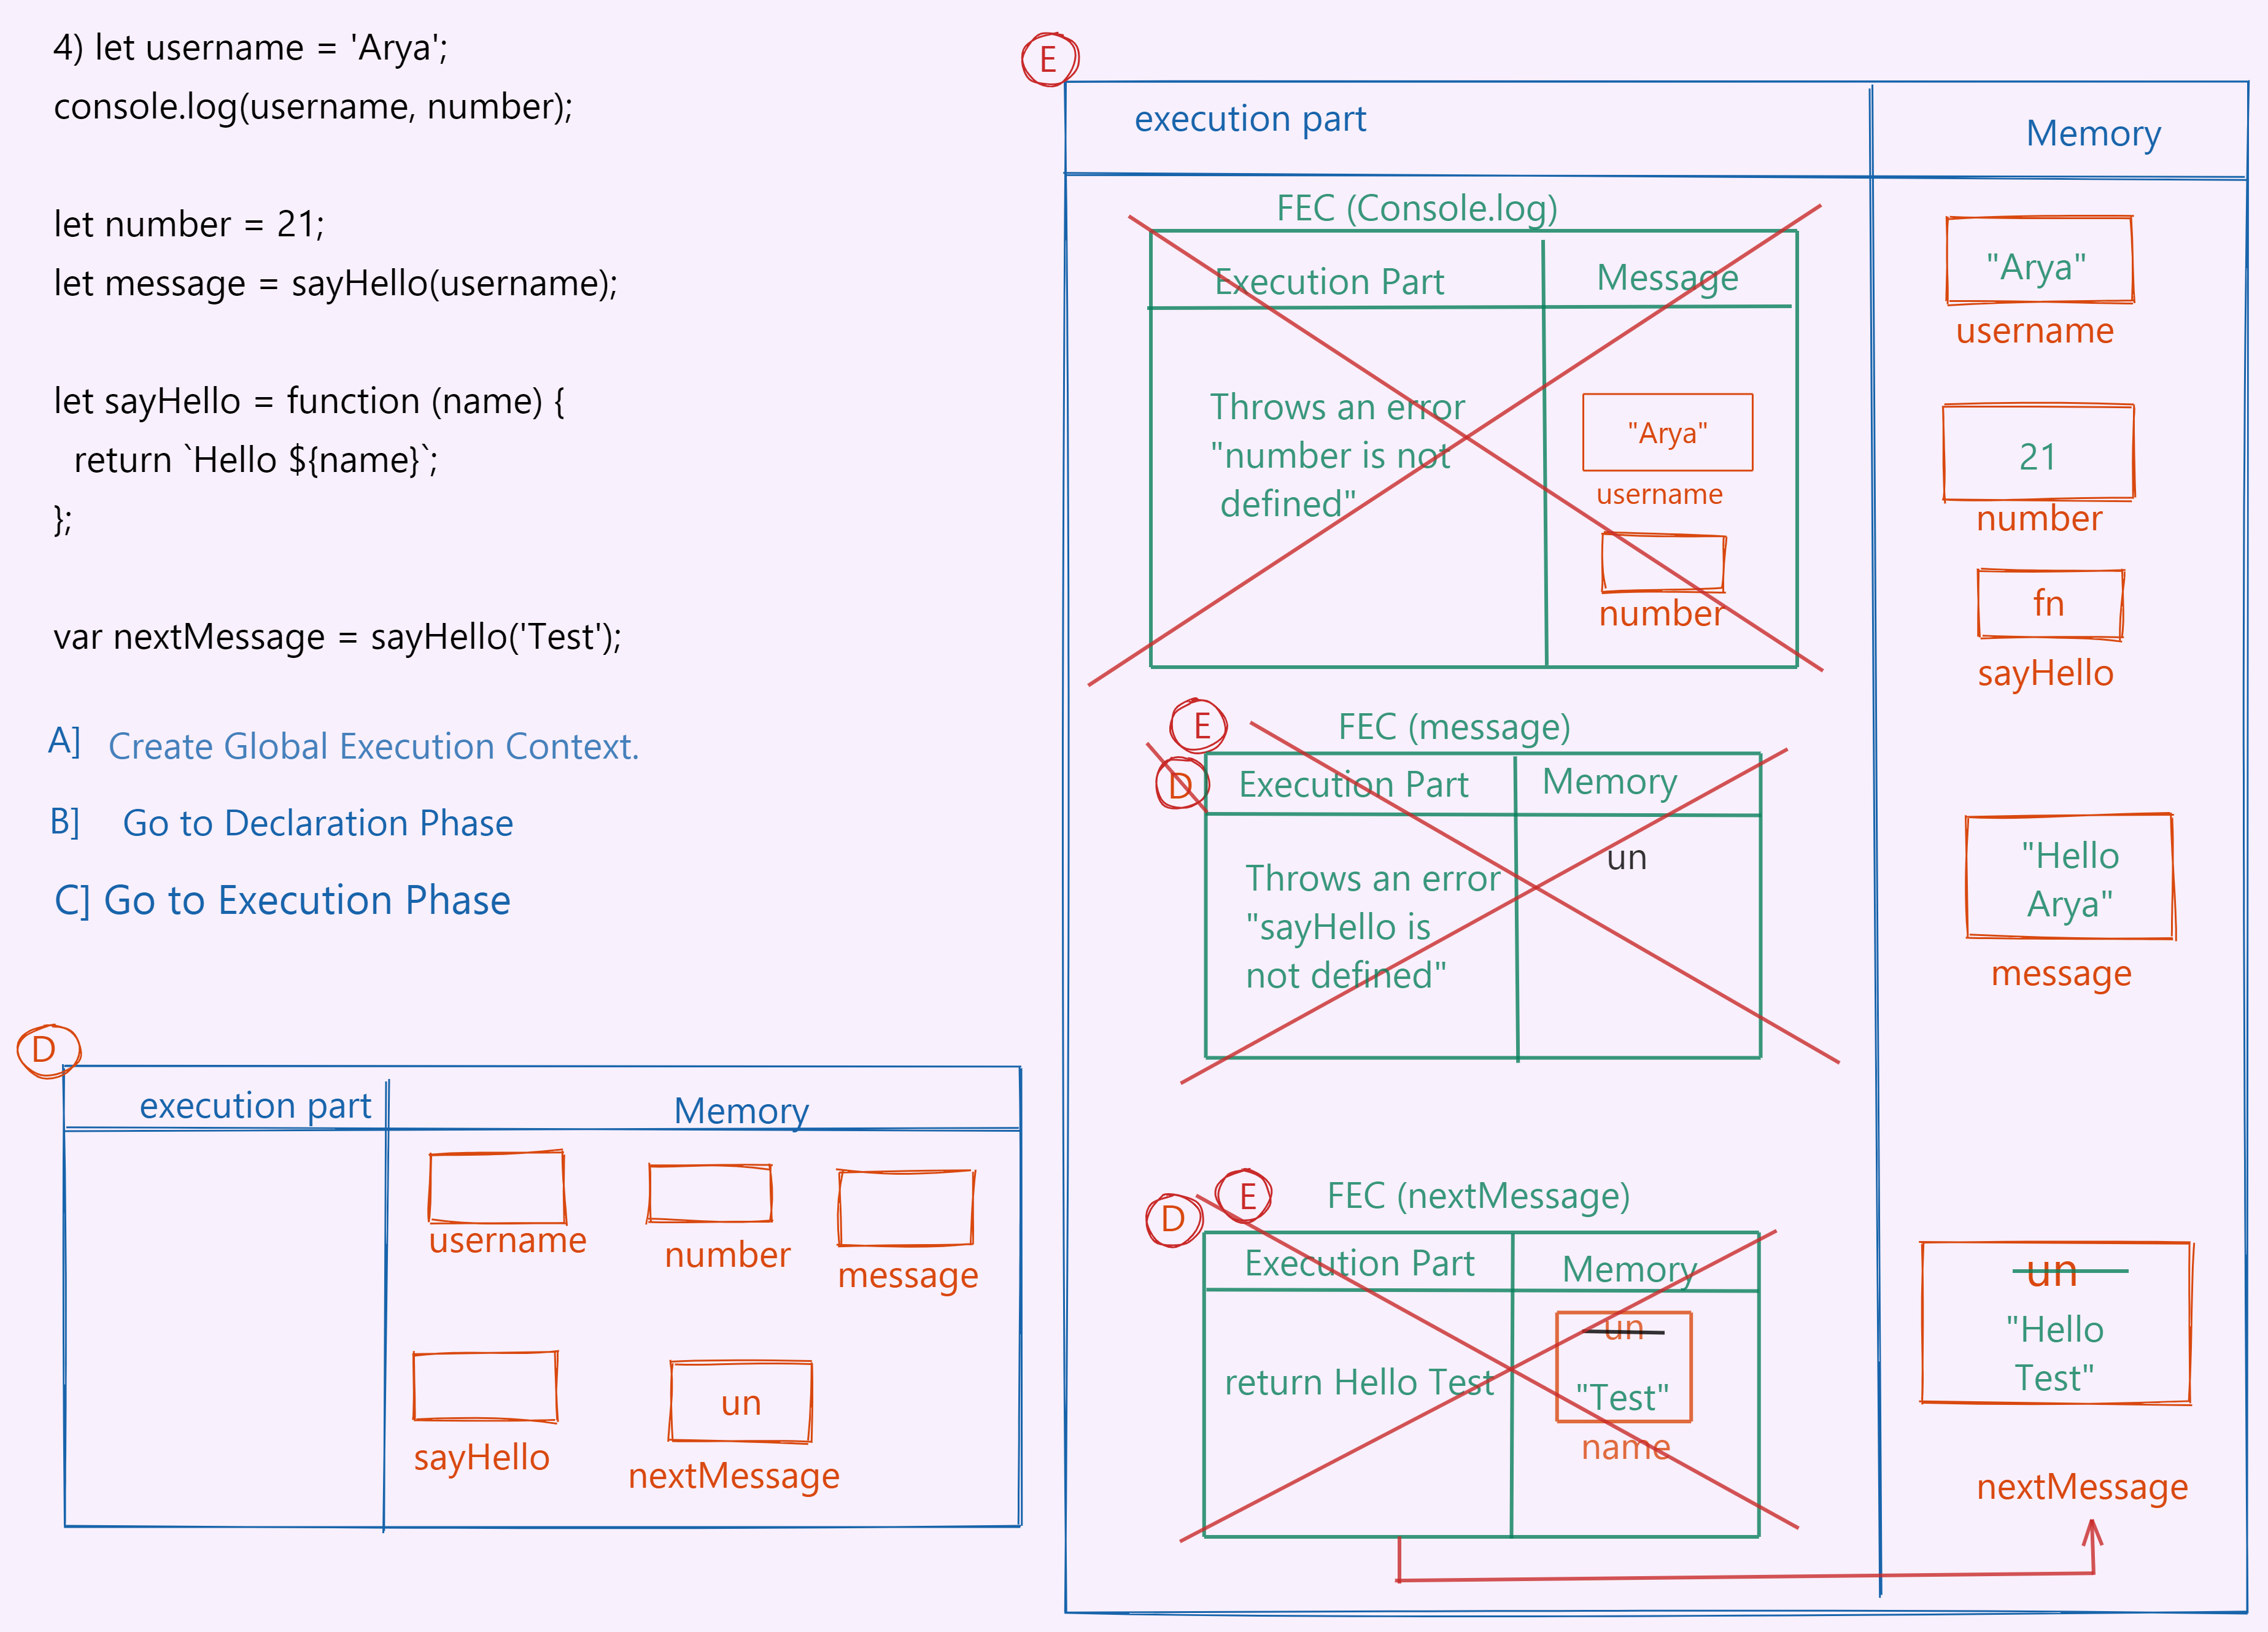 4) let username = 'Arya';
console.log(username, number);
let number = 21;
let message = sayHello(username);
let sayHello = function (name) {
return `Hello ${name}`;
};
var nextMessage = sayHello('Test');
A] Create Global Execution Context.
B] Go to Declaration Phase
C] Go to Execution Phase
D
execution part
Memory
username
number
message
sayHello
un
nextMessage
E
execution part
Memory
FEC (Console.log)
Execution Part
Message
Throws an error
"number is not
defined"
"Arya"
username
number
"Arya"
username
21
number
fn
sayHello
E
D
FEC (message)
Execution Part
Memory
Throws an error
"sayHello is
not defined"
un
"Hello
Arya"
message
D
E
FEC (nextMessage)
Execution Part
Memory
return Hello Test
un
"Test"
name
un
"Hello
Test"
nextMessage